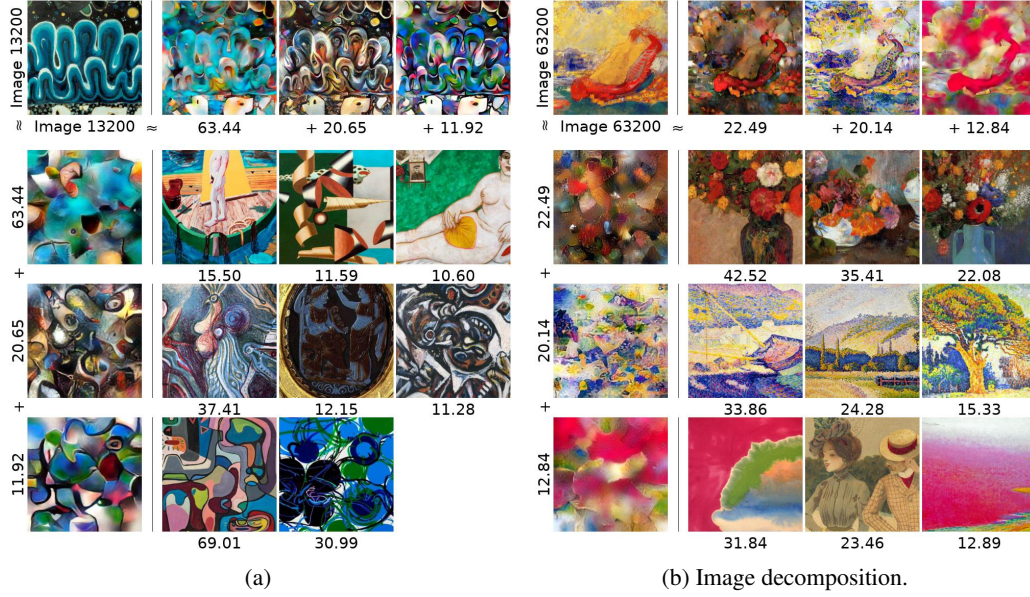 Image 13200
≈ Image 13200 ≈ 63.44 + 20.65 + 11.92
63.44
15.50 11.59 10.60
+
20.65
37.41 12.15 11.28
+
11.92
69.01 30.99
(a)
Image 63200
≈ Image 63200 ≈ 22.49 + 20.14 + 12.84
22.49
42.52 35.41 22.08
+
20.14
33.86 24.28 15.33
+
12.84
31.84 23.46 12.89
(b) Image decomposition.